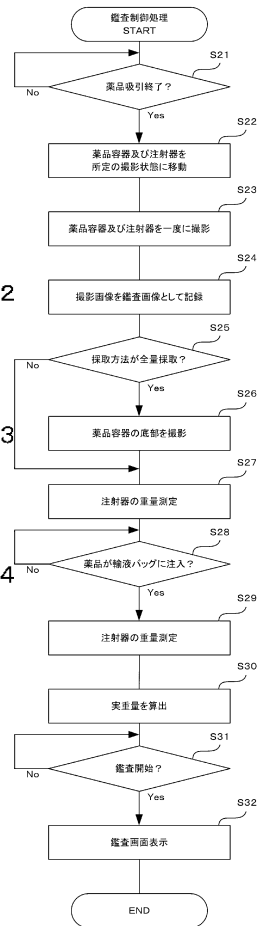 鑑査制御処理
START
S21
薬品吸引終了？
No
Yes
S22
薬品容器及び注射器を
所定の撮影状態に移動
S23
薬品容器及び注射器を一度に撮影
S24
2
撮影画像を鑑査画像として記録
S25
採取方法が全量採取？
No
Yes
S26
3
薬品容器の底部を撮影
S27
注射器の重量測定
S28
4
薬品が輸液バッグに注入？
No
Yes
S29
注射器の重量測定
S30
実重量を算出
S31
鑑査開始？
No
Yes
S32
鑑査画面表示
END